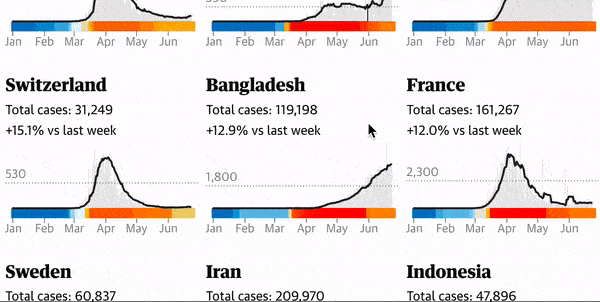 Jan Feb Mar Apr May Jun
Jan Feb Mar Apr May Jun
Jan Feb Mar Apr May Jun
Switzerland
Total cases: 31,249
+15.1% vs last week
530
Jan Feb Mar Apr May Jun
Bangladesh
Total cases: 119,198
+12.9% vs last week
1,800
Jan Feb Mar Apr May Jun
France
Total cases: 161,267
+12.0% vs last week
2,300
Jan Feb Mar Apr May Jun
Sweden
Total cases: 60,837
Iran
Total cases: 209,970
Indonesia
Total cases: 47,896